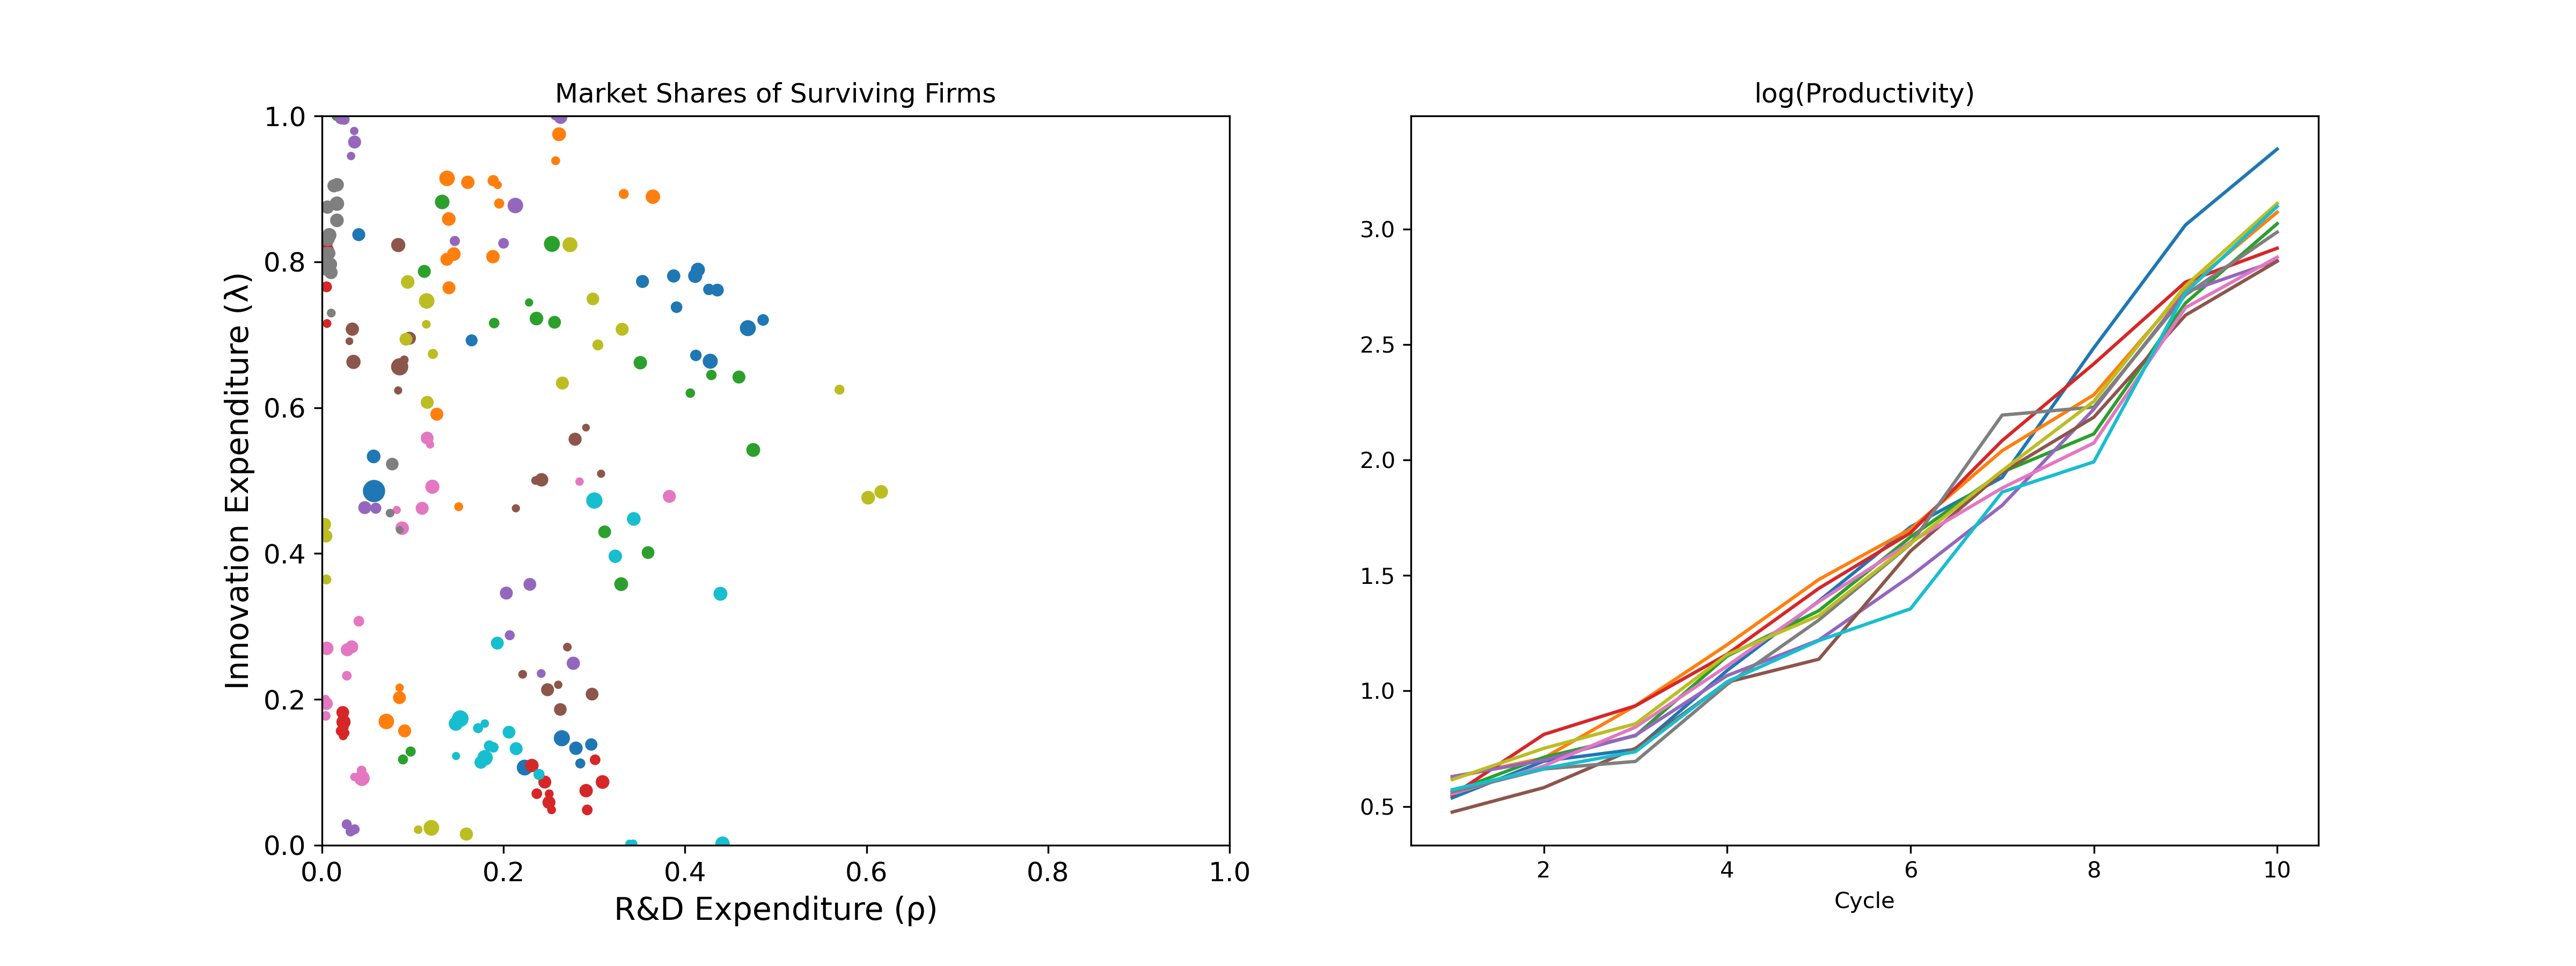 Market Shares of Surviving Firms
1.0
0.8
0.6
0.4
0.2
0.0
Innovation Expenditure (λ)
0.0 0.2 0.4 0.6 0.8 1.0
R&D Expenditure (ρ)
log(Productivity)
3.0
2.5
2.0
1.5
1.0
0.5
2 4 6 8 10
Cycle